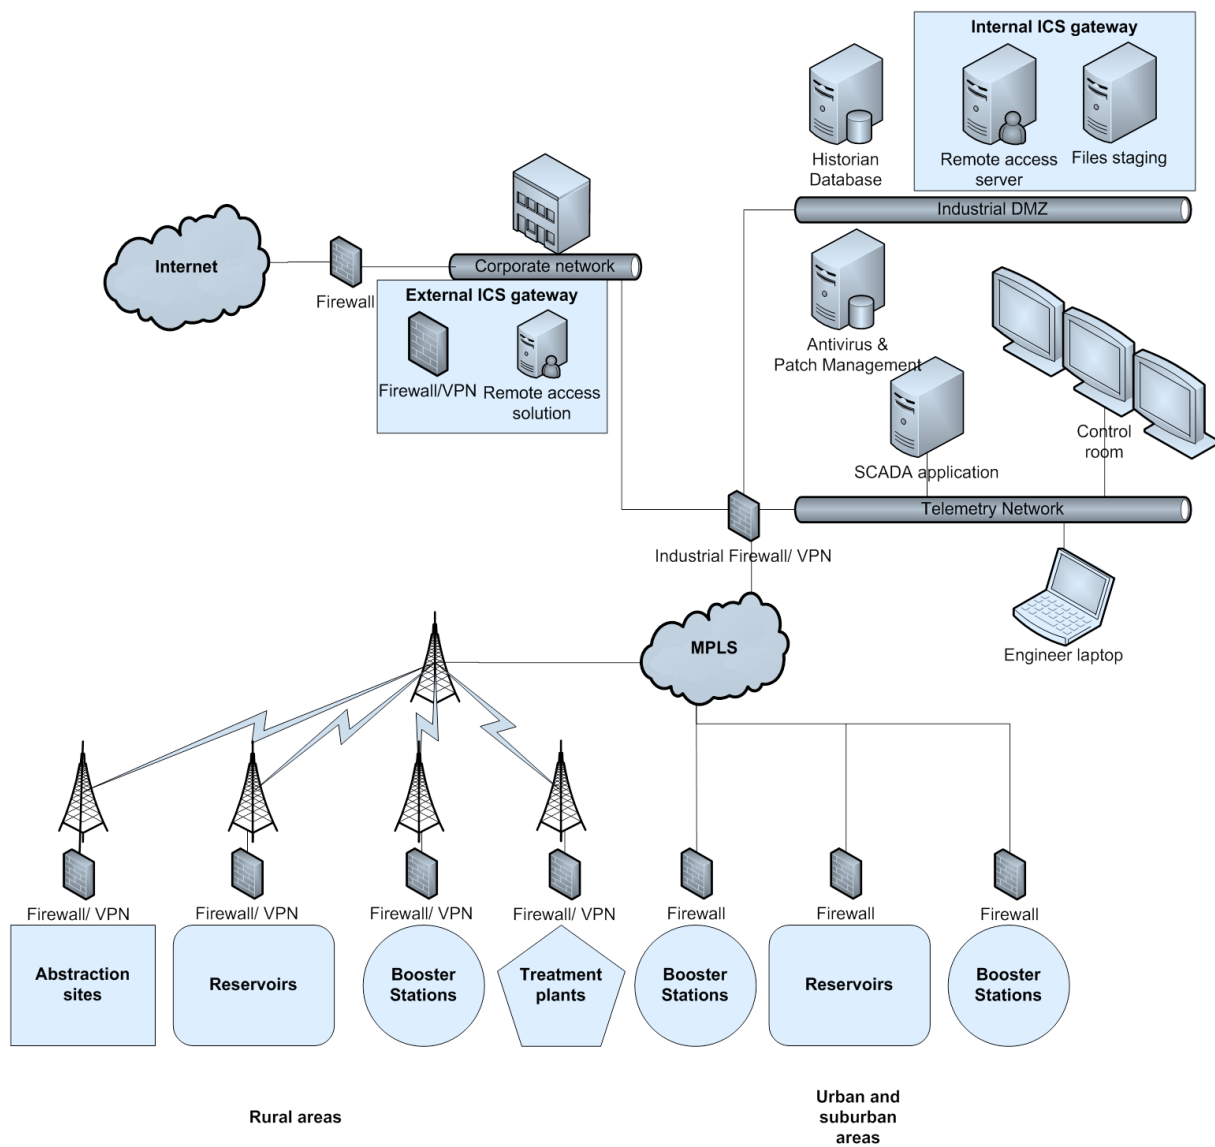 Internal ICS gateway
Historian
Database
Remote access
server
Files staging
Industrial DMZ
Internet
Firewall
Corporate network
External ICS gateway
Firewall/VPN
Remote access
solution
Antivirus &
Patch Management
SCADA application
Control
room
Telemetry Network
Industrial Firewall/ VPN
Engineer laptop
MPLS
Firewall/ VPN
Firewall/ VPN
Firewall/ VPN
Firewall/ VPN
Firewall
Firewall
Firewall
Abstraction
sites
Reservoirs
Booster
Stations
Treatment
plants
Booster
Stations
Reservoirs
Booster
Stations
Rural areas
Urban and
suburban
areas